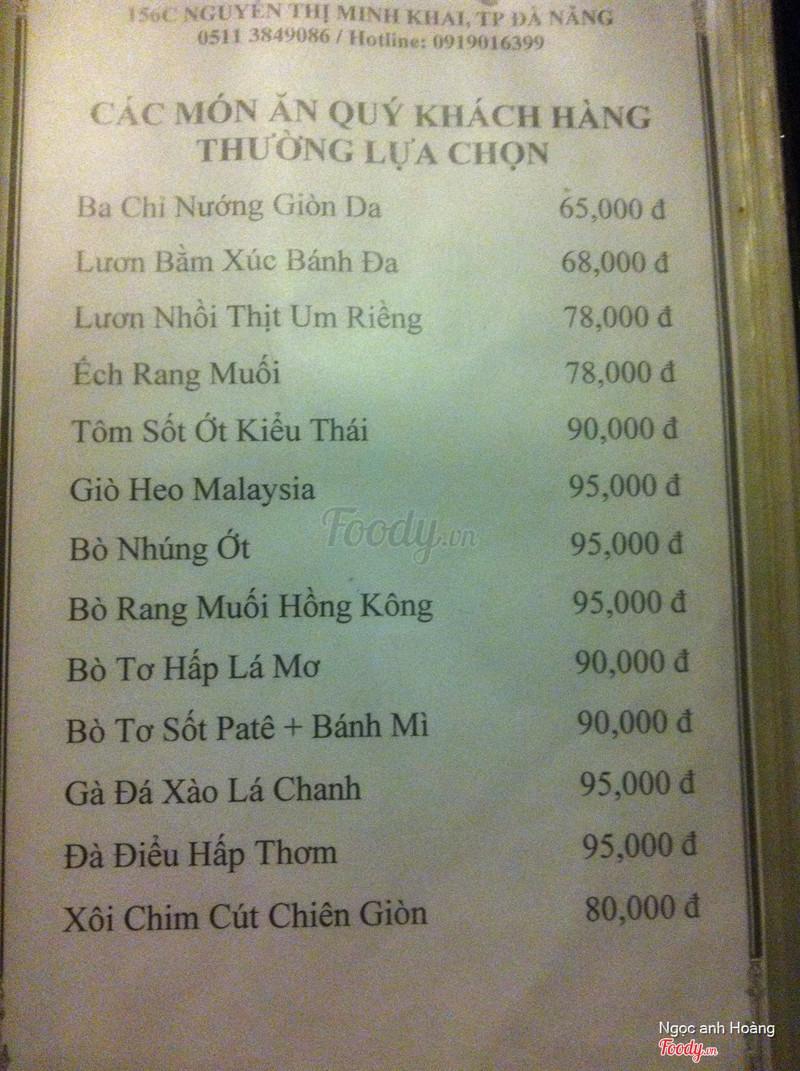 156C NGUYỄN THỊ MINH KHAI, TP ĐÀ NẴNG
0511 3849086 / Hotline: 0919016399
CÁC MÓN ĂN QUÝ KHÁCH HÀNG
THƯỜNG LỰA CHỌN
Ba Chỉ Nướng Giòn Da 65,000 đ
Lươn Bằm Xúc Bánh Đa 68,000 đ
Lươn Nhồi Thịt Um Riềng 78,000 đ
Ếch Rang Muối 78,000 đ
Tôm Sốt Ớt Kiểu Thái 90,000 đ
Giò Heo Malaysia 95,000 đ
Foody.vn
Bò Nhúng Ớt 95,000 đ
Bò Rang Muối Hồng Kông 95,000 đ
Bò Tơ Hấp Lá Mơ 90,000 đ
Bò Tơ Sốt Patê + Bánh Mì 90,000 đ
Gà Đá Xào Lá Chanh 95,000 đ
Đà Điểu Hấp Thơm 95,000 đ
Xôi Chim Cút Chiên Giòn 80,000 đ
Ngọc anh Hoàng
Foody.vn